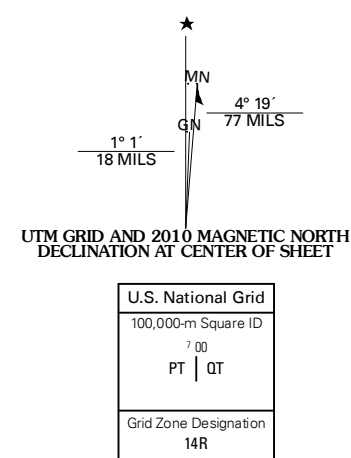 ★
MN
4° 19´
77 MILS
GN
1° 1´
18 MILS
UTM GRID AND 2010 MAGNETIC NORTH
DECLINATION AT CENTER OF SHEET
U.S. National Grid
100,000-m Square ID
7 00
PT | QT
Grid Zone Designation
14R